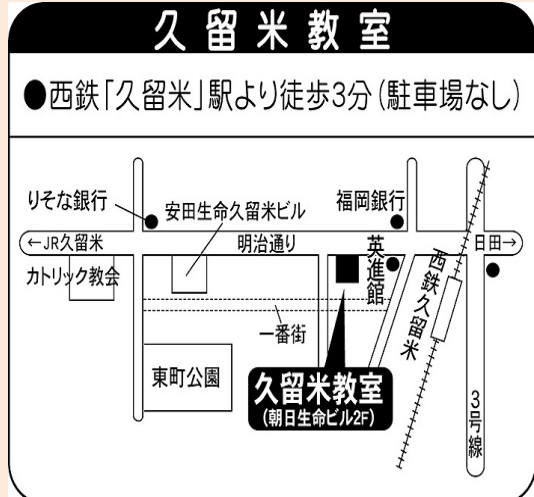 久留米教室
●西鉄「久留米」駅より徒歩3分(駐車場なし)
りそな銀行
安田生命久留米ビル
福岡銀行
←JR久留米
明治通り
英進館
日田→
カトリック教会
西鉄久留米
一番街
東町公園
久留米教室
(朝日生命ビル2F)
3号線